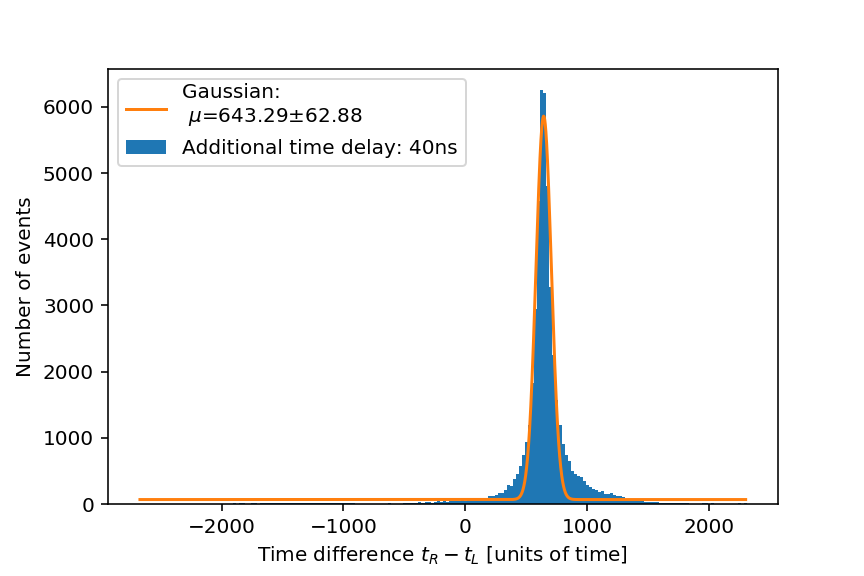 Gaussian:
μ=643.29±62.88
Additional time delay: 40ns
6000
5000
4000
3000
2000
1000
0
Number of events
−2000
−1000
0
1000
2000
Time difference t_R − t_L [units of time]